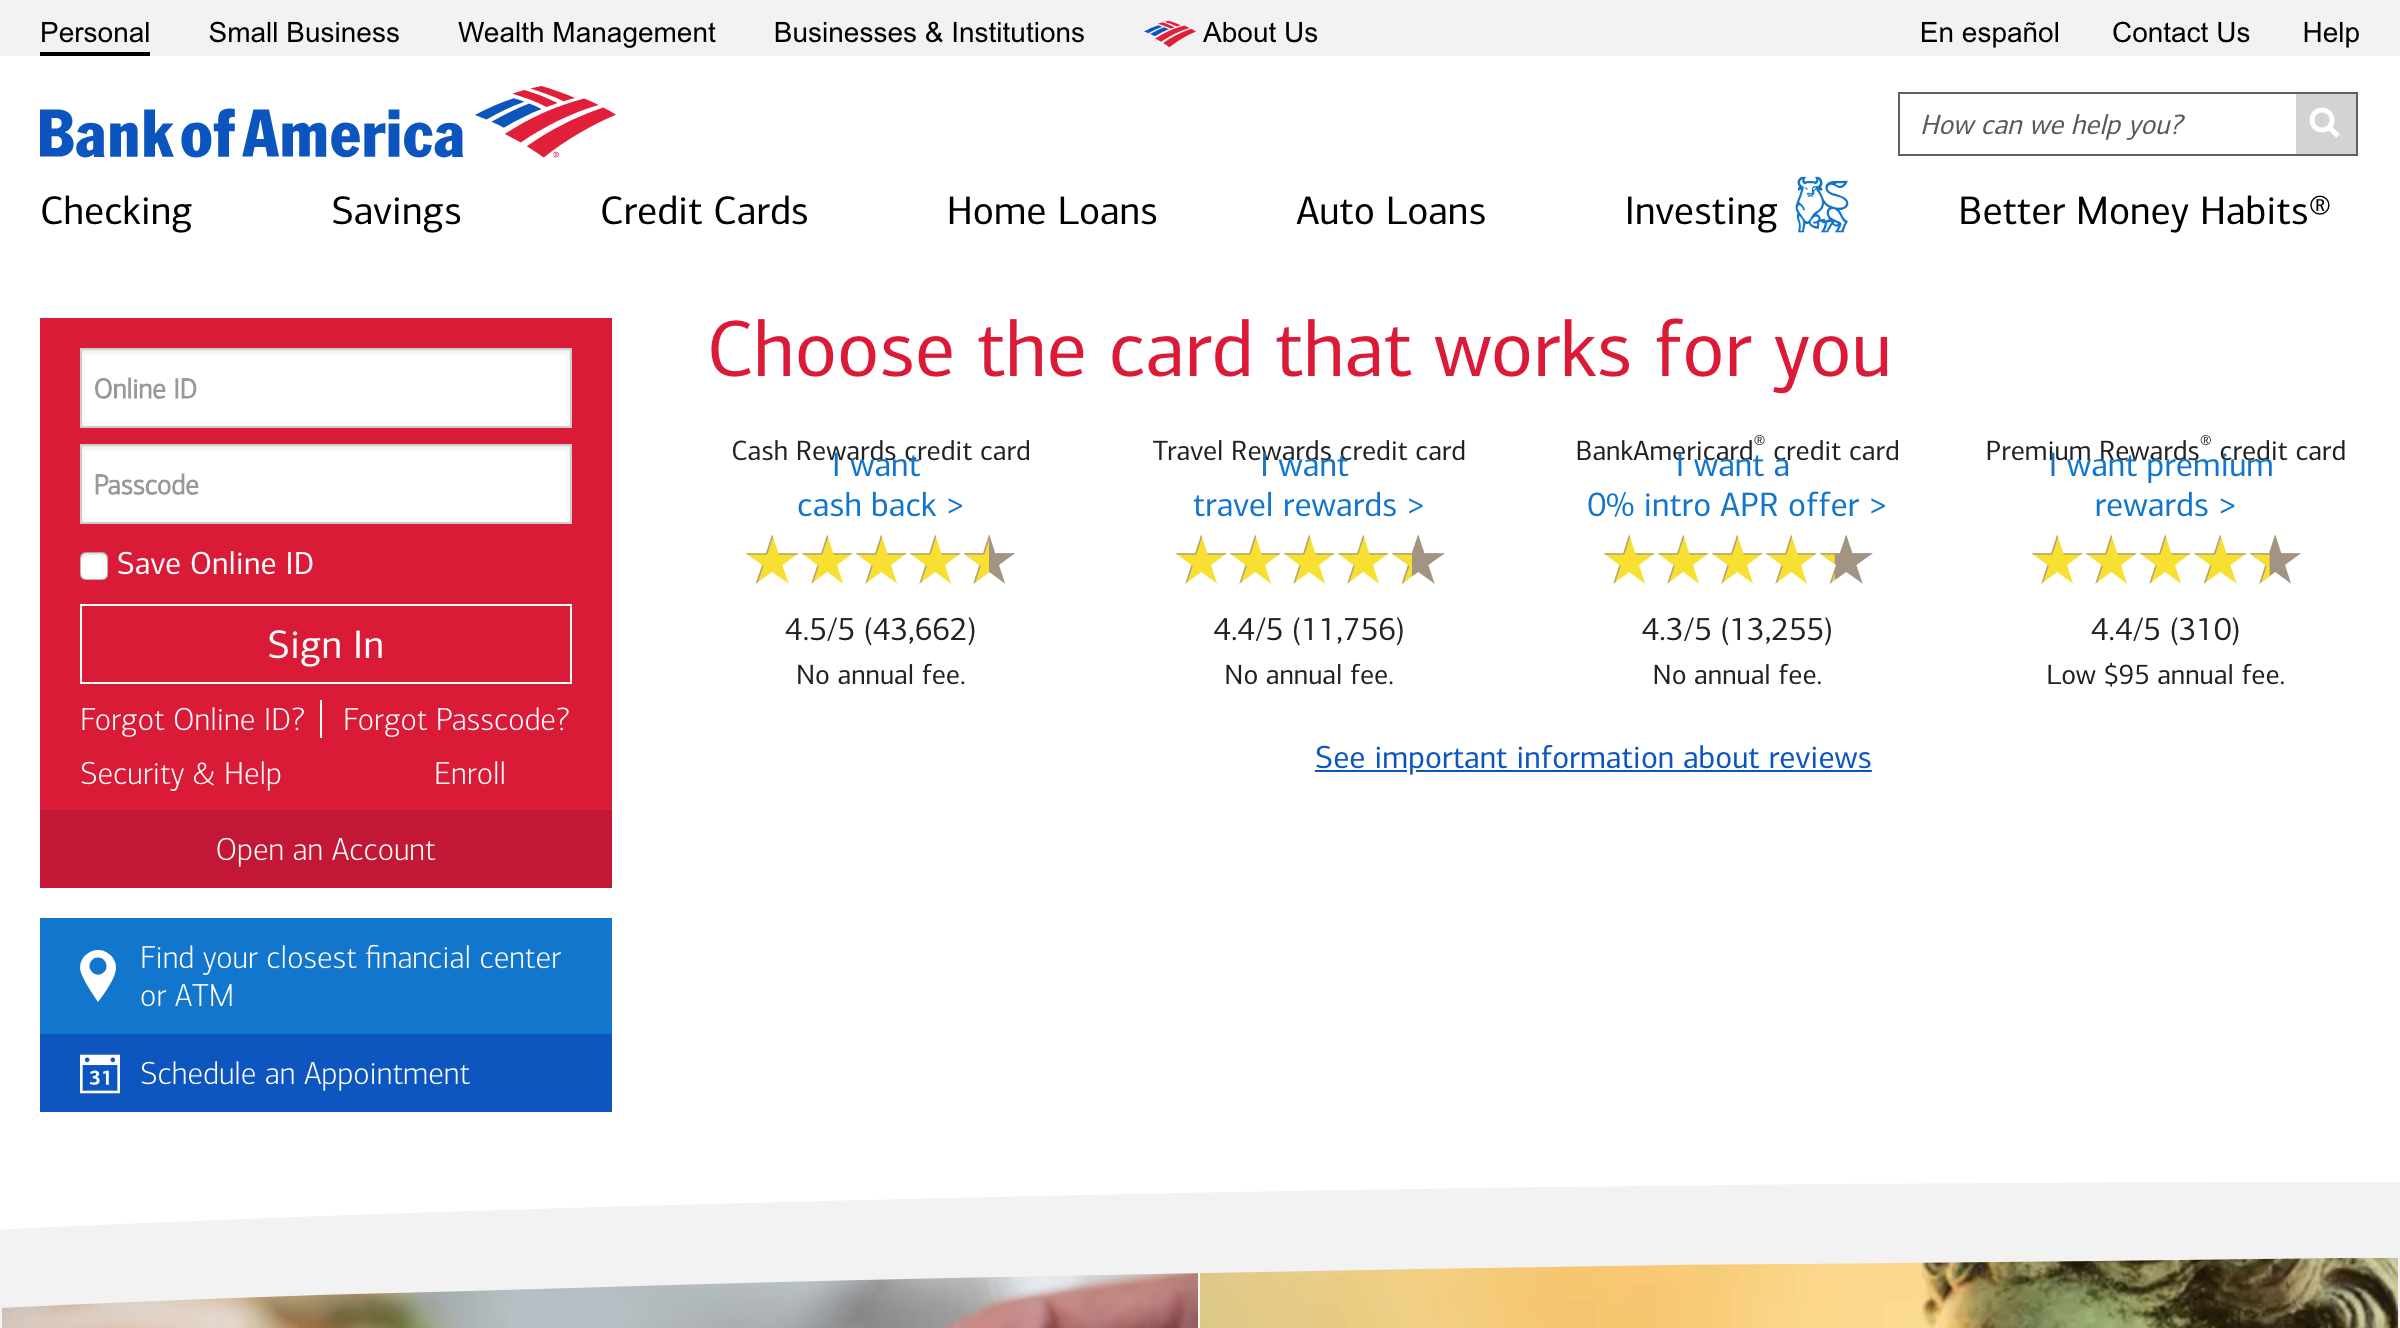 Personal Small Business Wealth Management Businesses & Institutions About Us En español Contact Us Help
Bank of America®
How can we help you?
Checking Savings Credit Cards Home Loans Auto Loans Investing Better Money Habits®
Online ID
Passcode
Save Online ID
Sign In
Forgot Online ID? Forgot Passcode?
Security & Help Enroll
Open an Account
Find your closest financial center
or ATM
31 Schedule an Appointment
Choose the card that works for you
Cash Rewards credit card
I want
cash back >
4.5/5 (43,662)
No annual fee.
Travel Rewards credit card
I want
travel rewards >
4.4/5 (11,756)
No annual fee.
BankAmericard® credit card
I want a
0% intro APR offer >
4.3/5 (13,255)
No annual fee.
Premium Rewards® credit card
I want premium
rewards >
4.4/5 (310)
Low $95 annual fee.
See important information about reviews